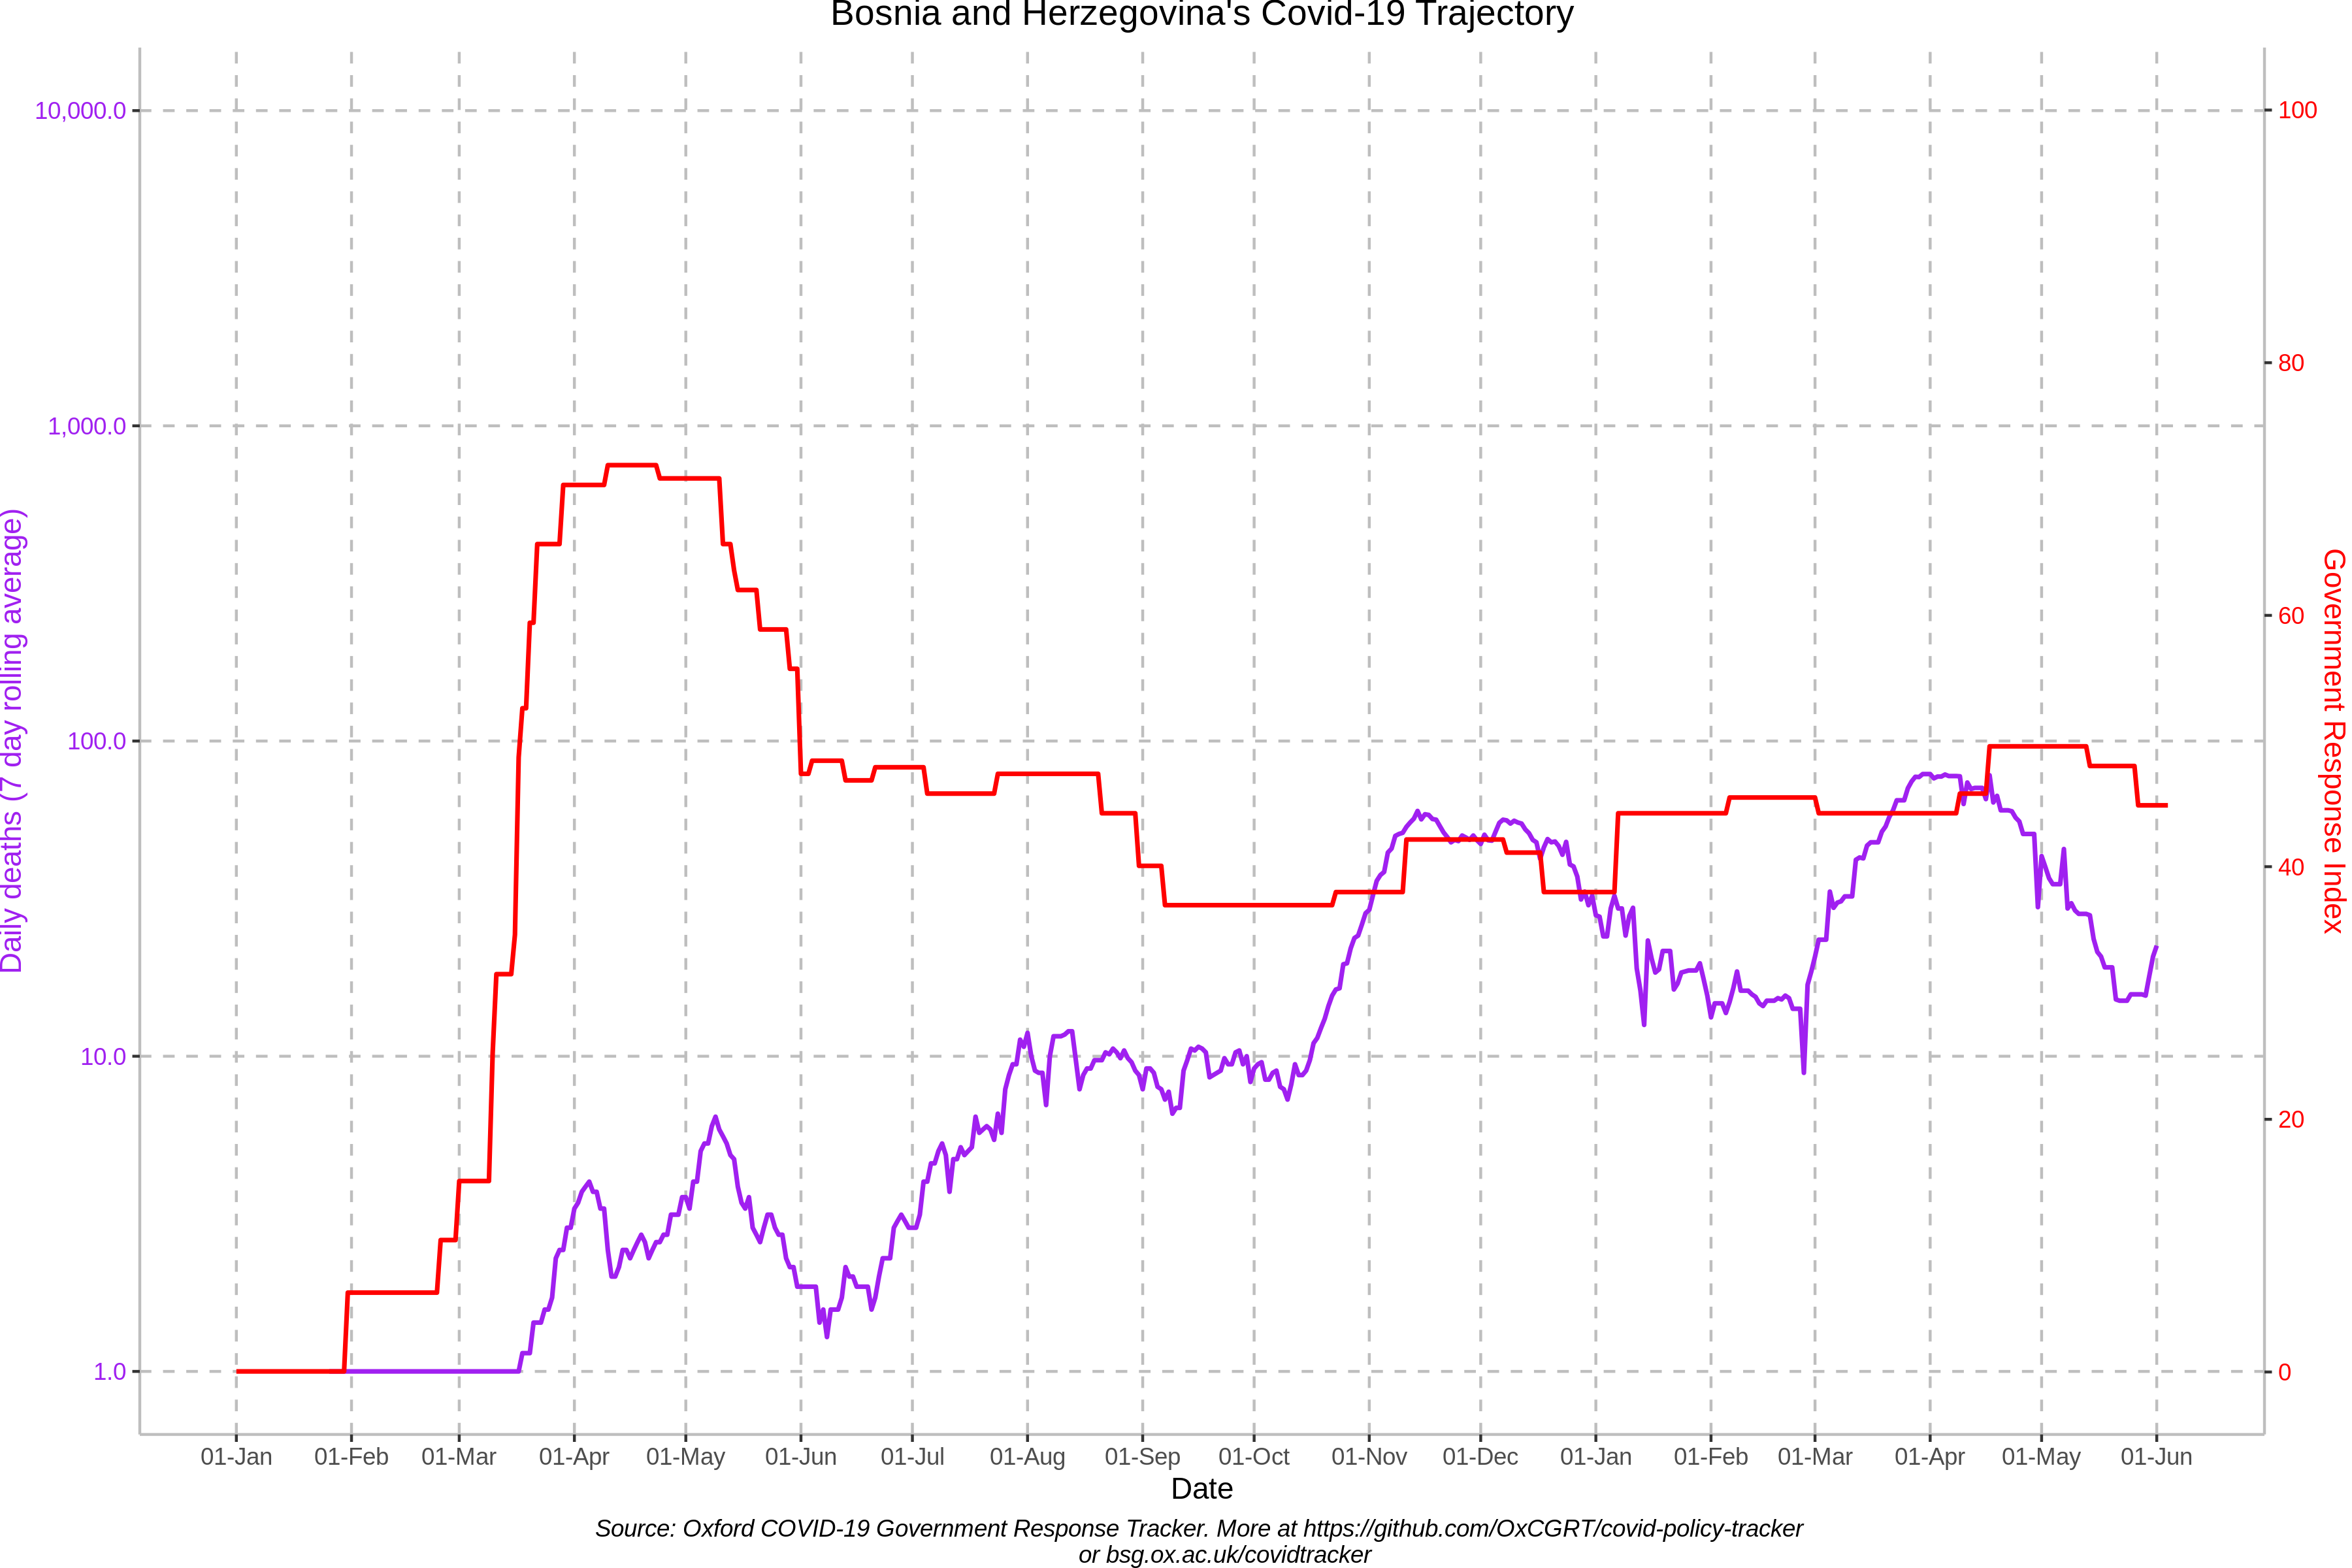 Bosnia and Herzegovina's Covid-19 Trajectory
Daily deaths (7 day rolling average)
10,000.0
1,000.0
100.0
10.0
1.0
100
80
60
40
20
0
Government Response Index
01-Jan 01-Feb 01-Mar 01-Apr 01-May 01-Jun 01-Jul 01-Aug 01-Sep 01-Oct 01-Nov 01-Dec 01-Jan 01-Feb 01-Mar 01-Apr 01-May 01-Jun
Date
Source: Oxford COVID-19 Government Response Tracker. More at https://github.com/OxCGRT/covid-policy-tracker
or bsg.ox.ac.uk/covidtracker